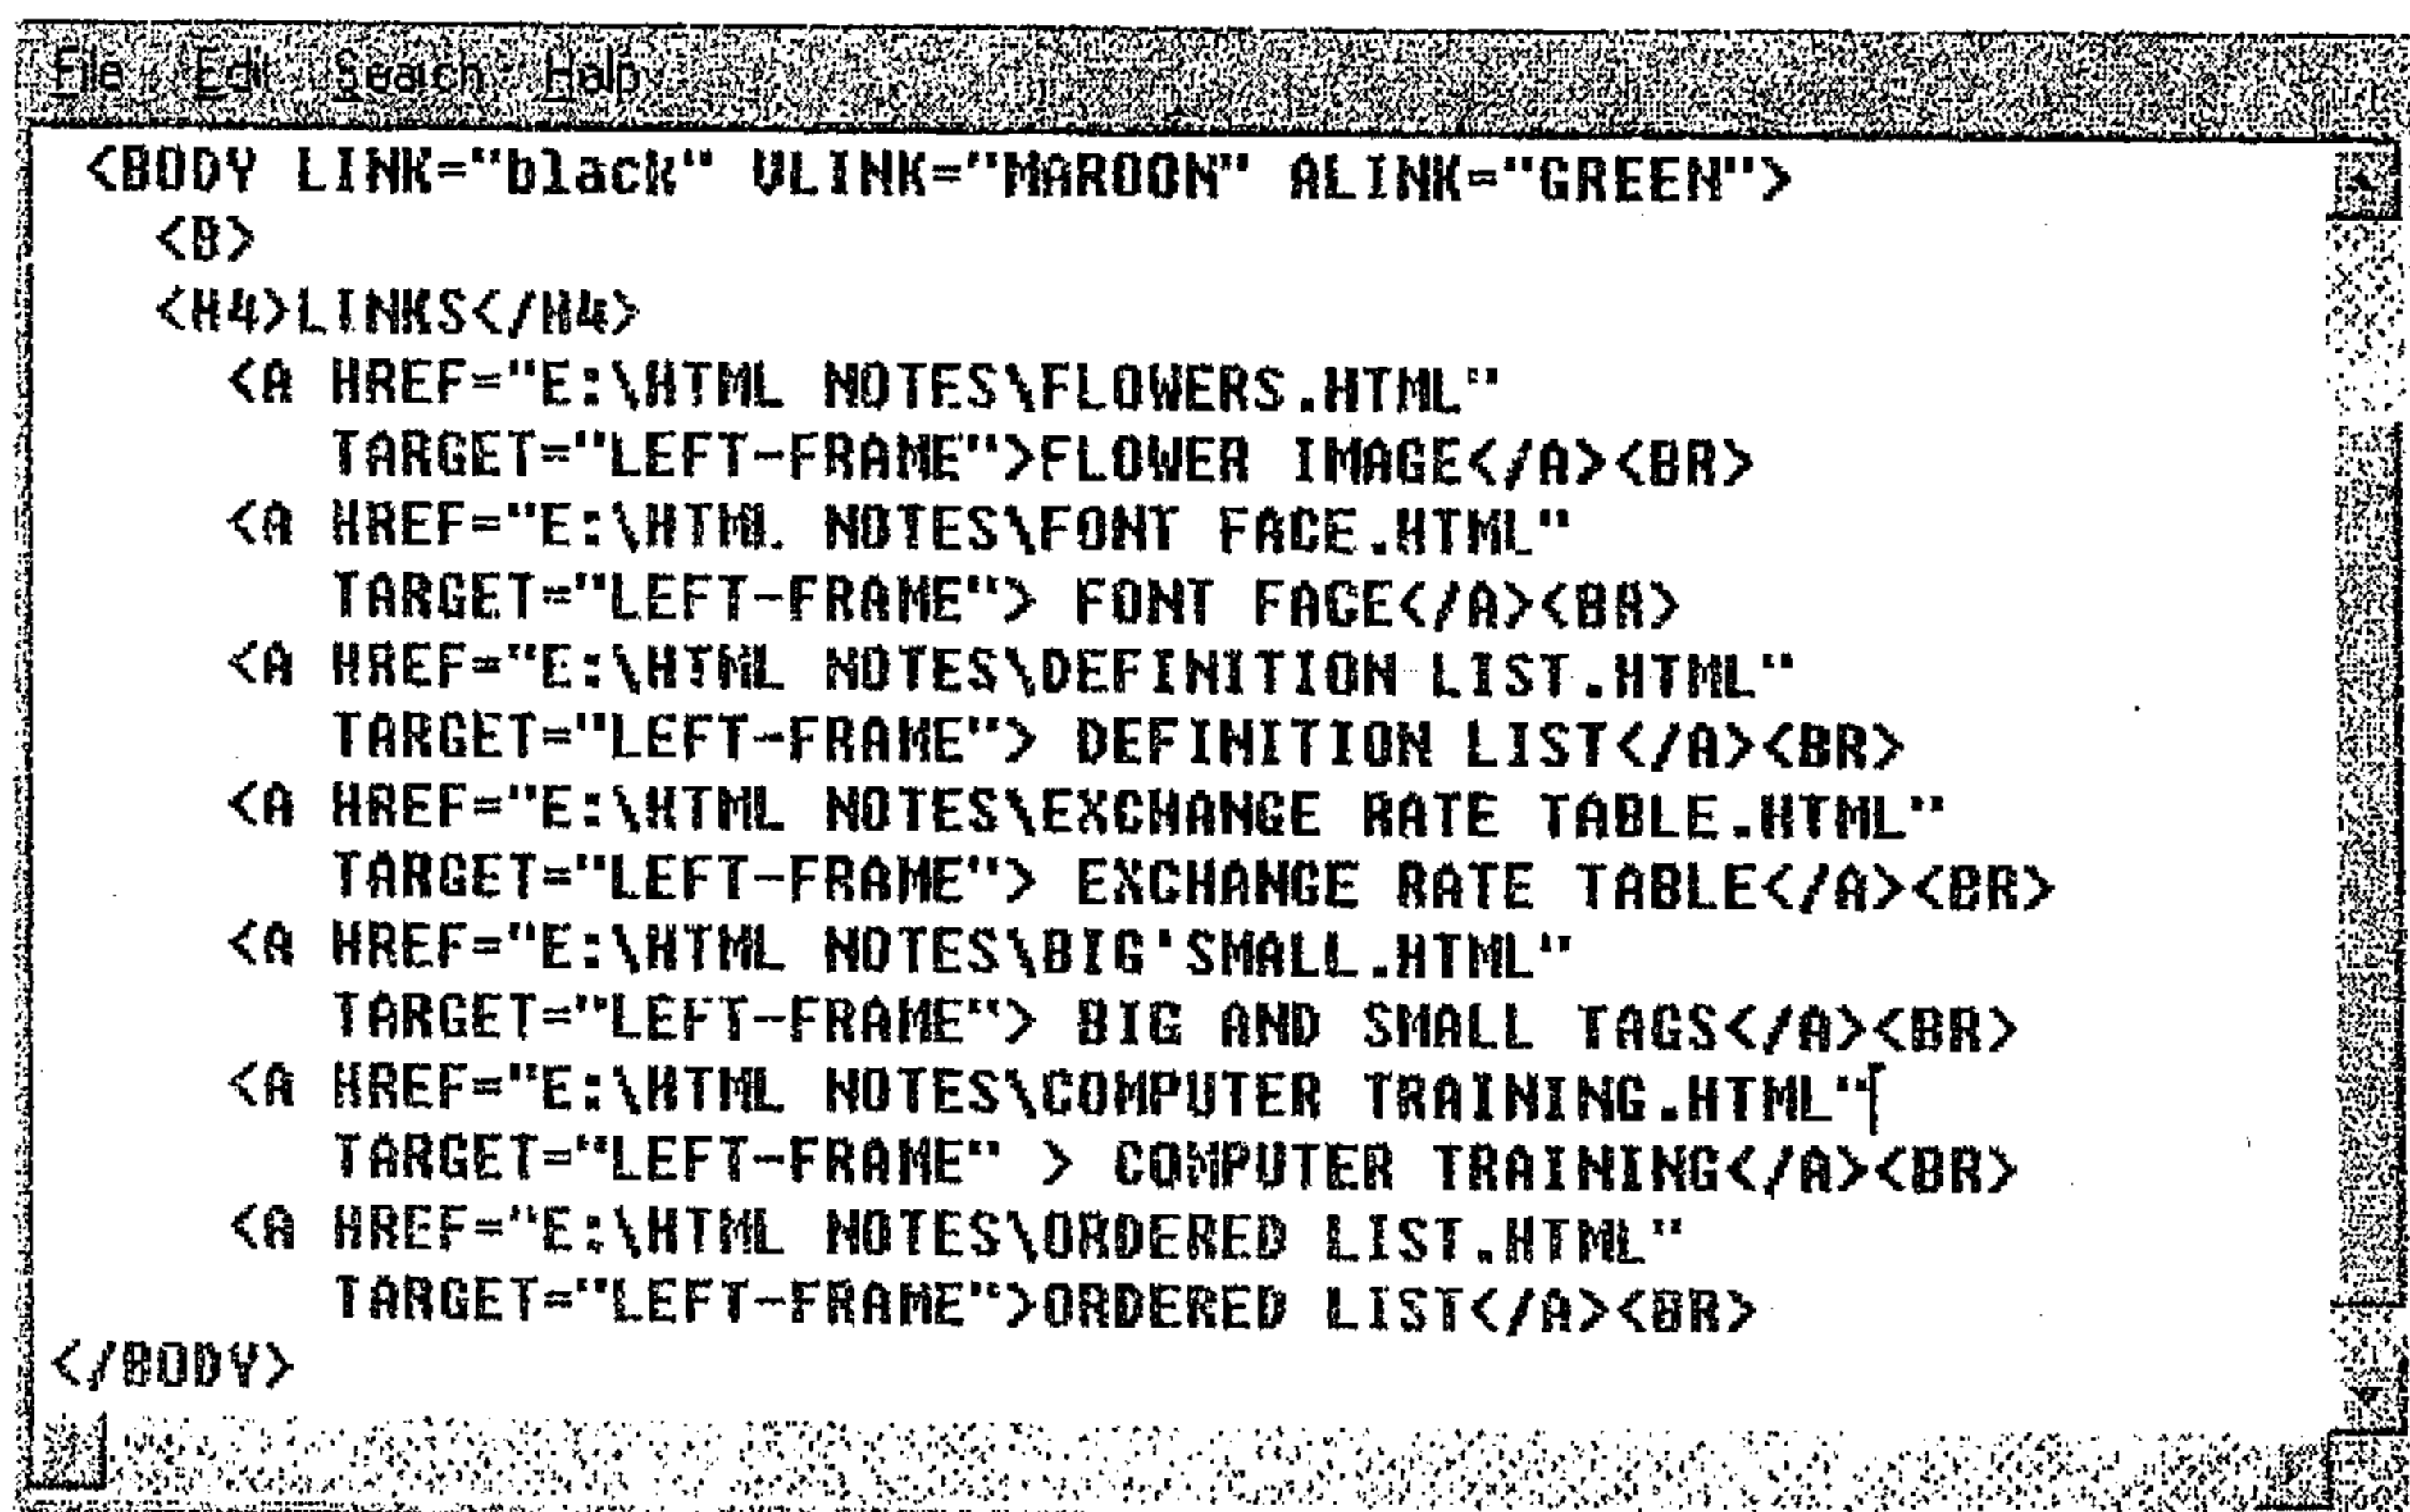 File Edit Search Help
<BODY LINK="black" VLINK="MAROON" ALINK="GREEN">
<B>
<H4>LINKS</H4>
<A HREF="E:\HTML NOTES\FLOWERS.HTML"
TARGET="LEFT-FRAME">FLOWER IMAGE</A><BR>
<A HREF="E:\HTML NOTES\FONT FACE.HTML"
TARGET="LEFT-FRAME"> FONT FACE</A><BR>
<A HREF="E:\HTML NOTES\DEFINITION LIST.HTML"
TARGET="LEFT-FRAME"> DEFINITION LIST</A><BR>
<A HREF="E:\HTML NOTES\EXCHANGE RATE TABLE.HTML"
TARGET="LEFT-FRAME"> EXCHANGE RATE TABLE</A><BR>
<A HREF="E:\HTML NOTES\BIG'SMALL.HTML"
TARGET="LEFT-FRAME"> BIG AND SMALL TAGS</A><BR>
<A HREF="E:\HTML NOTES\COMPUTER TRAINING.HTML"
TARGET="LEFT-FRAME" > COMPUTER TRAINING</A><BR>
<A HREF="E:\HTML NOTES\ORDERED LIST.HTML"
TARGET="LEFT-FRAME">ORDERED LIST</A><BR>
</BODY>